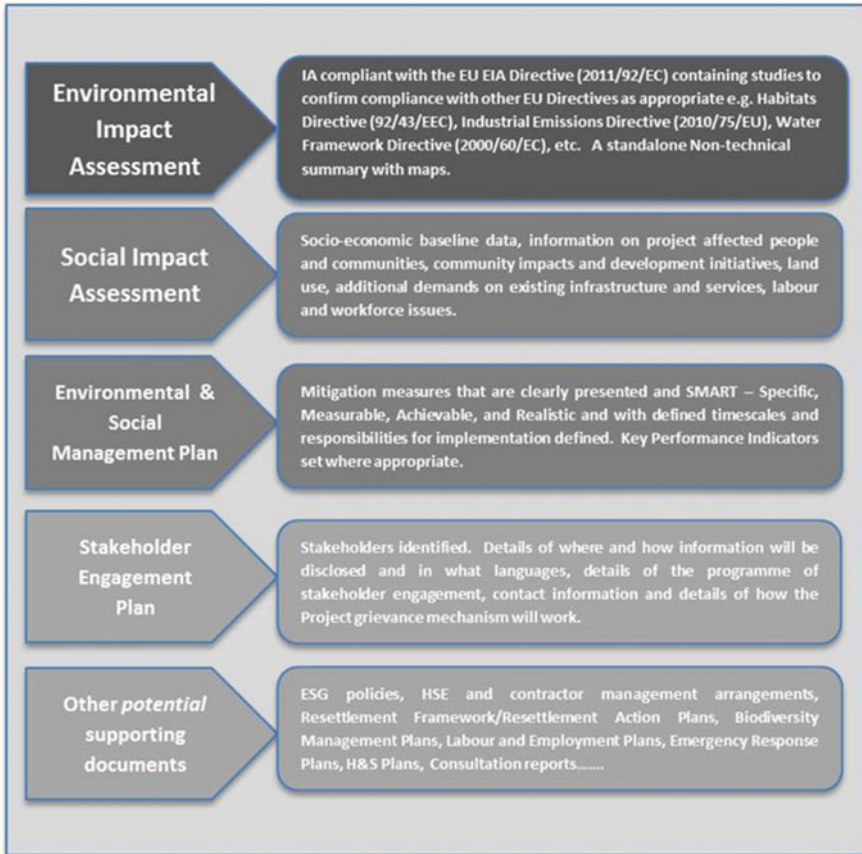 Environmental
Impact
Assessment
IA compliant with the EU EIA Directive (2011/92/EC) containing studies to
confirm compliance with other EU Directives as appropriate e.g. Habitats
Directive (92/43/EEC), Industrial Emissions Directive (2010/75/EU), Water
Framework Directive (2000/60/EC), etc. A standalone Non-technical
summary with maps.
Social Impact
Assessment
Socio-economic baseline data, information on project affected people
and communities, community impacts and development initiatives, land
use, additional demands on existing infrastructure and services, labour
and workforce issues.
Environmental &
Social
Management Plan
Mitigation measures that are clearly presented and SMART – Specific,
Measurable, Achievable, and Realistic and with defined timescales and
responsibilities for implementation defined. Key Performance Indicators
set where appropriate.
Stakeholder
Engagement
Plan
Stakeholders identified. Details of where and how information will be
disclosed and in what languages, details of the programme of
stakeholder engagement, contact information and details of how the
Project grievance mechanism will work.
Other potential
supporting
documents
ESG policies, HSE and contractor management arrangements,
Resettlement Framework/Resettlement Action Plans, Biodiversity
Management Plans, Labour and Employment Plans, Emergency Response
Plans, H&S Plans, Consultation reports.......